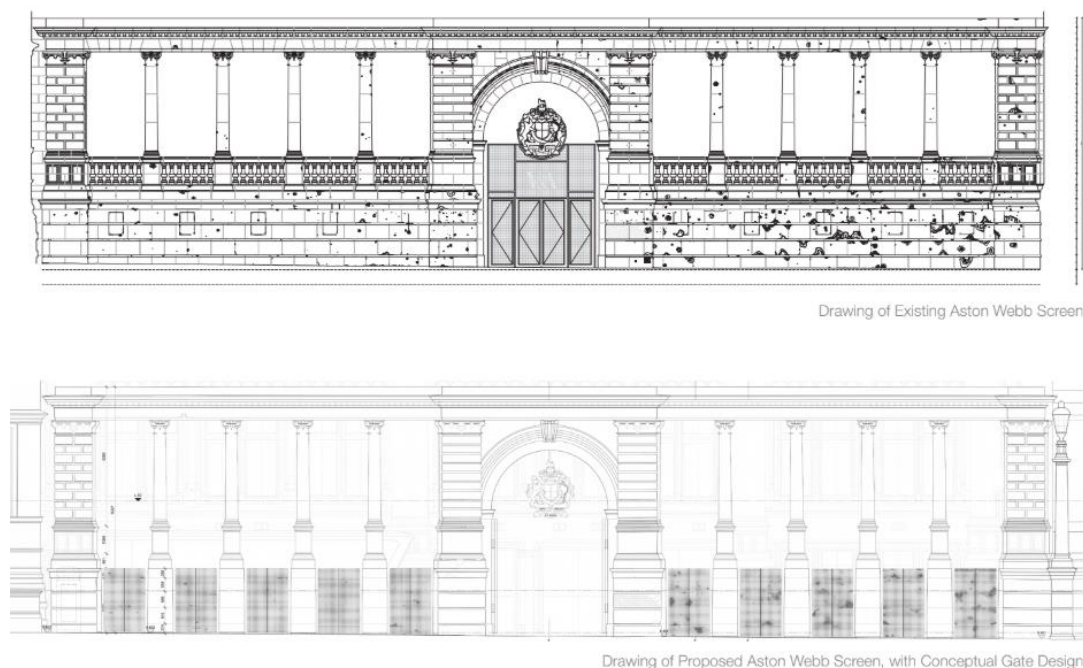 Drawing of Existing Aston Webb Screen
Drawing of Proposed Aston Webb Screen, with Conceptual Gate Design